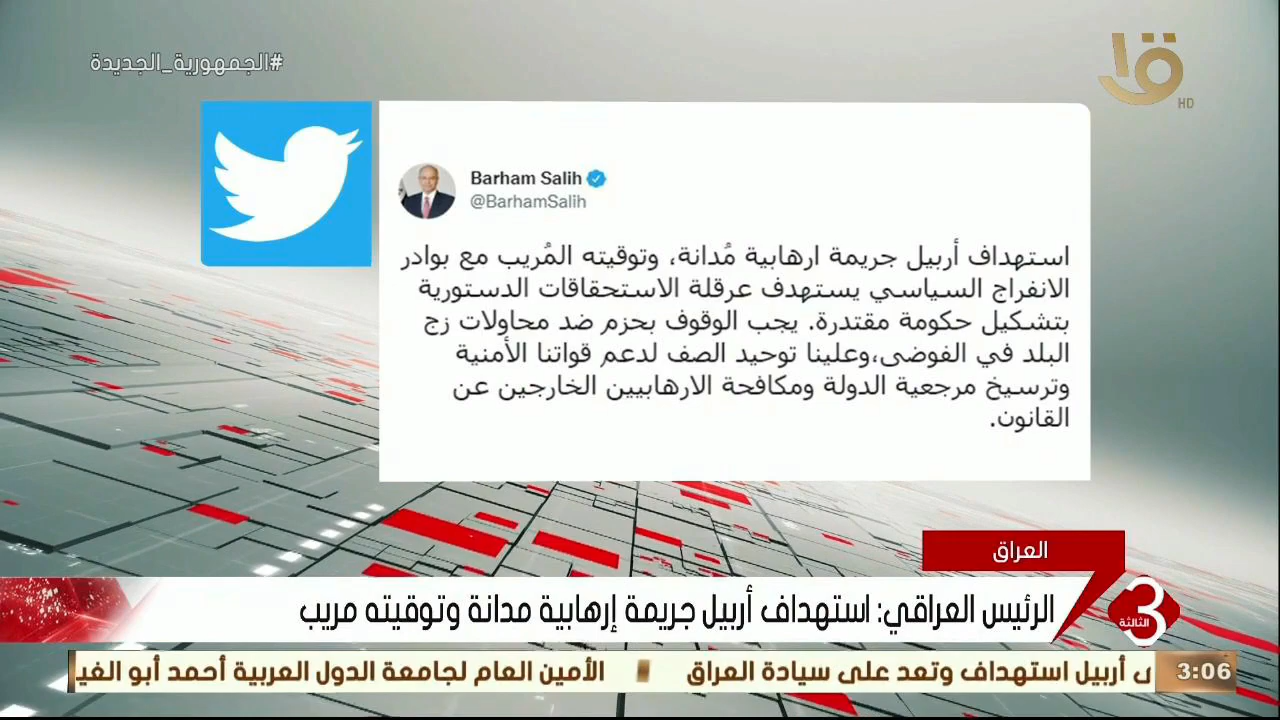 #الجمهورية_الجديدة
HD
Barham Salih
@BarhamSalih
استهداف أربيل جريمة ارهابية مُدانة، وتوقيته المُريب مع بوادر
الانفراج السياسي يستهدف عرقلة الاستحقاقات الدستورية
بتشكيل حكومة مقتدرة. يجب الوقوف بحزم ضد محاولات زج
البلد في الفوضى،وعلينا توحيد الصف لدعم قواتنا الأمنية
وترسيخ مرجعية الدولة ومكافحة الارهابيين الخارجين عن
القانون.
العراق
الرئيس العراقي: استهداف أربيل جريمة إرهابية مدانة وتوقيته مريب
3
الثالثة
3:06
ى أربيل استهداف وتعد على سيادة العراق
الأمين العام لجامعة الدول العربية أحمد أبو الغي